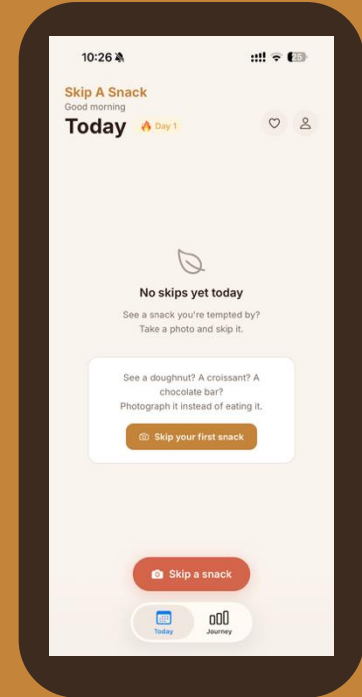 10:26
25
Skip A Snack
Good morning
Today
Day 1
No skips yet today
See a snack you're tempted by?
Take a photo and skip it.
See a doughnut? A croissant? A
chocolate bar?
Photograph it instead of eating it.
Skip your first snack
Skip a snack
Today
Journey